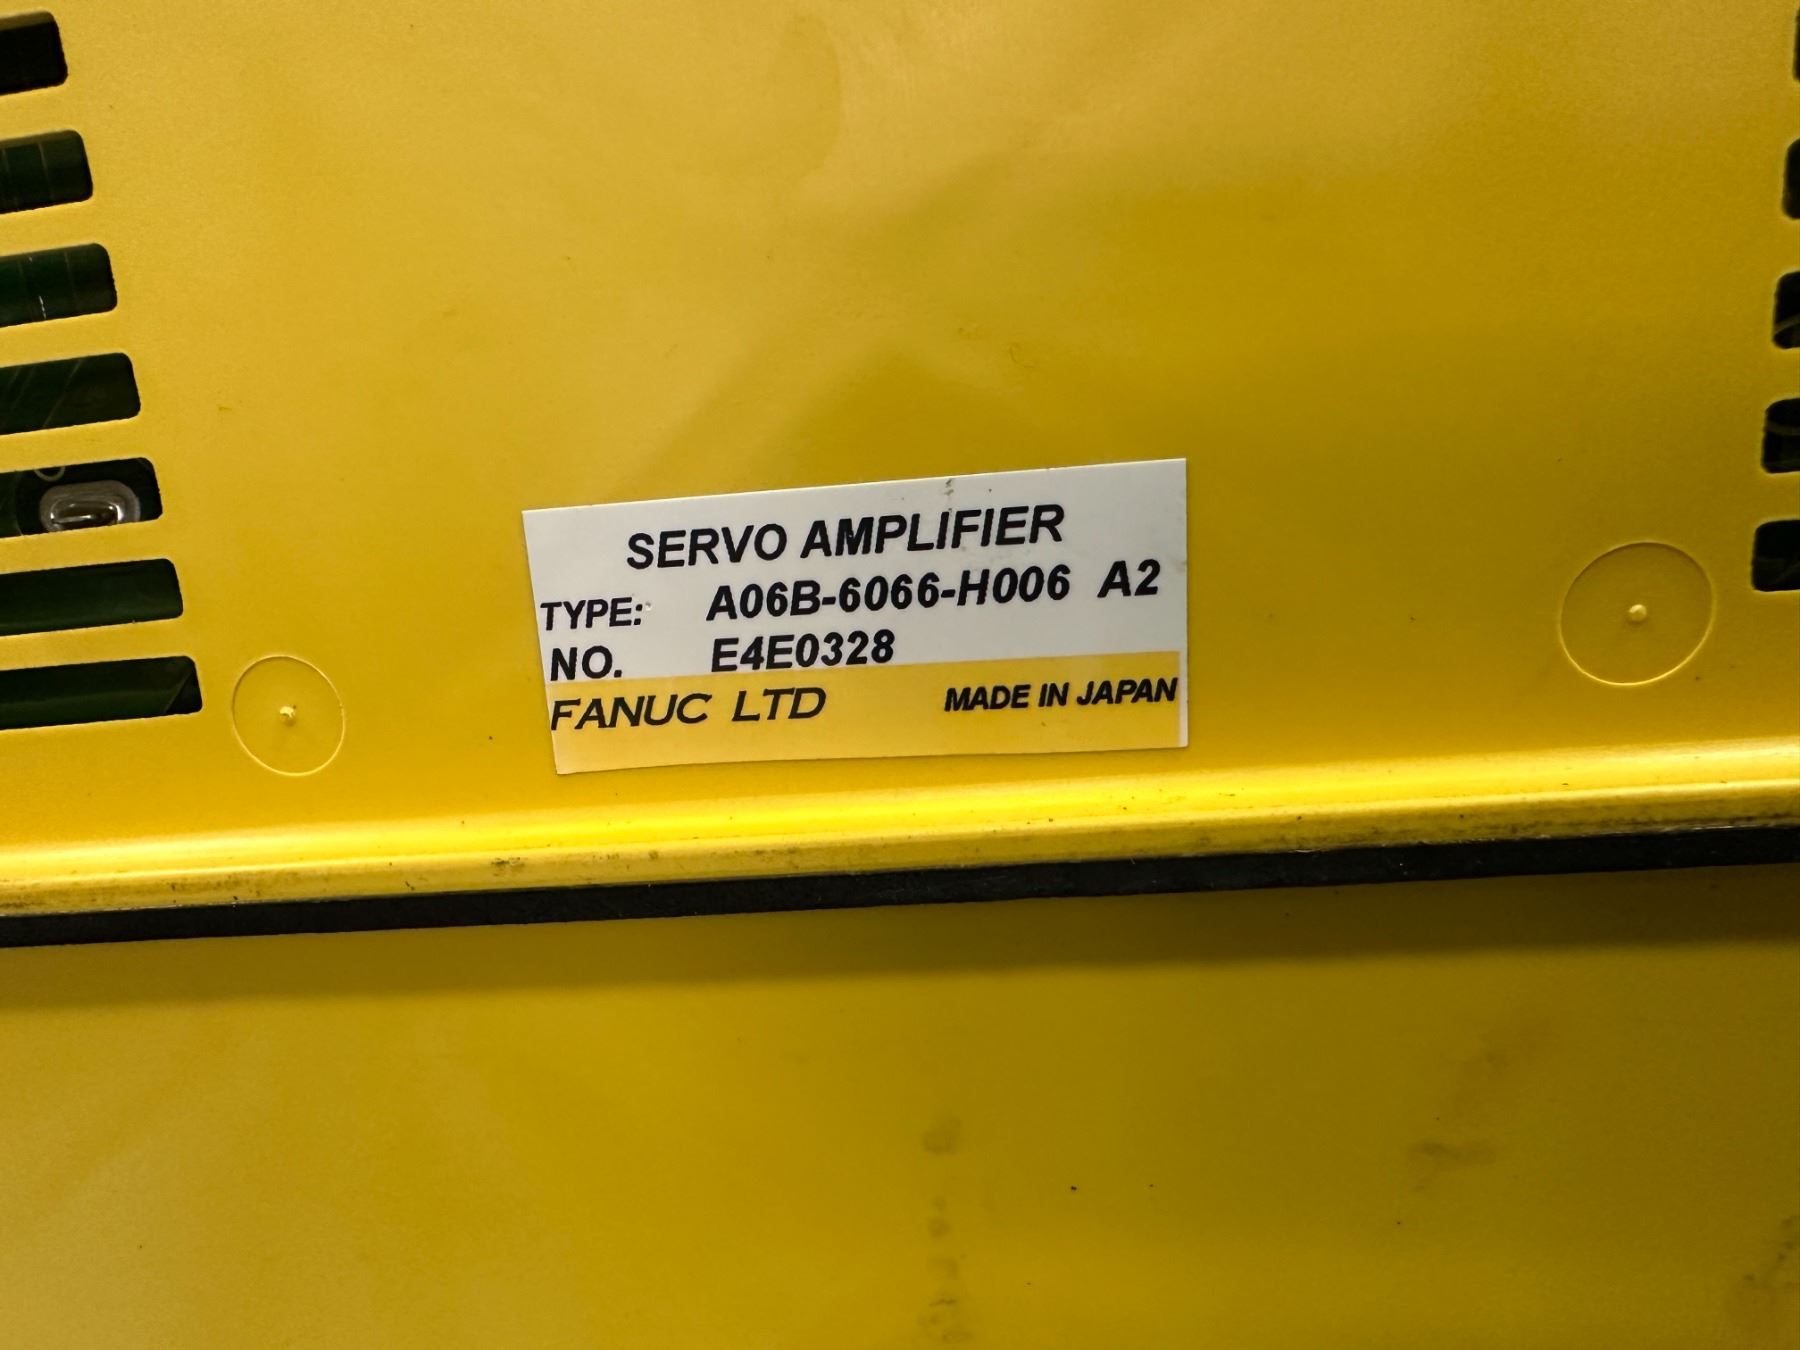 SERVO AMPLIFIER
TYPE: A06B-6066-H006 A2
NO. E4E0328
FANUC LTD MADE IN JAPAN